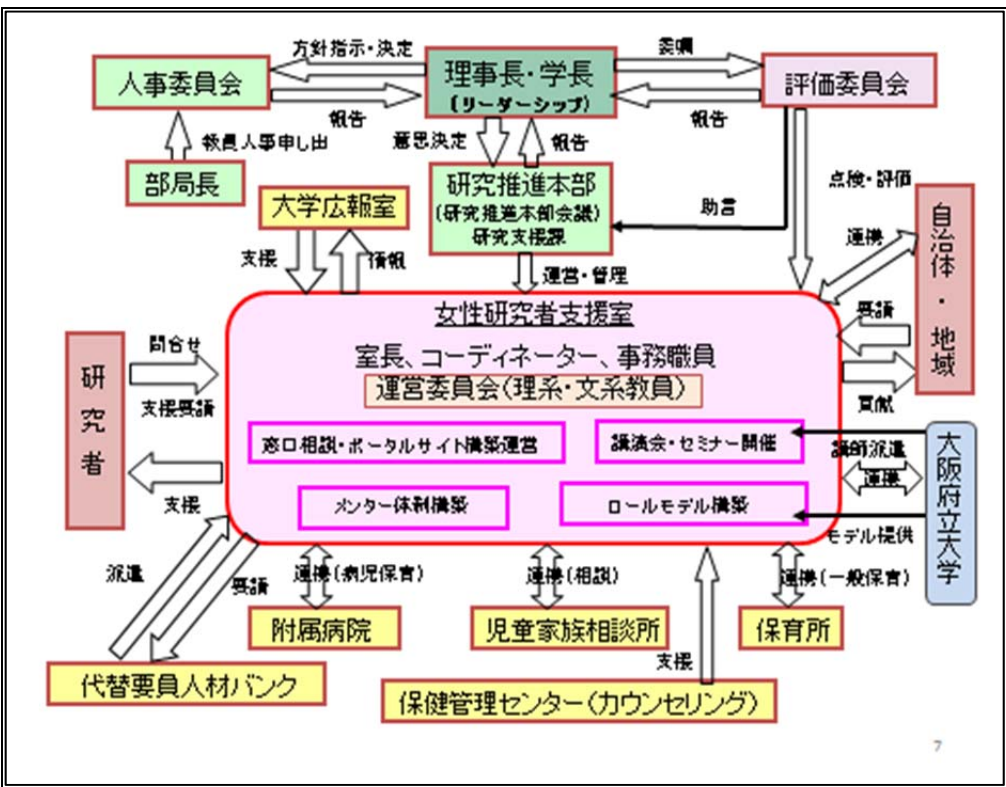 方針指示・決定
委嘱
人事委員会
理事長・学長
(リーダーシップ)
評価委員会
報告
報告
教員人事申し出
意思決定
報告
部局長
大学広報室
研究推進本部
(研究推進本部会議)
研究支援課
助言
点検・評価
自治体・地域
連携
支援
情報
運営・管理
要請
貢献
女性研究者支援室
室長、コーディネーター、事務職員
運営委員会(理系・文系教員)
研究者
問合せ
支援要請
支援
窓口相談・ポータルサイト構築運営
講演会・セミナー開催
メンター体制構築
ロールモデル構築
講師派遣
連携
モデル提供
大阪府立大学
派遣
要請
連携(病児保育)
連携(相談)
連携(一般保育)
附属病院
児童家族相談所
保育所
支援
代替要員人材バンク
保健管理センター(カウンセリング)
7